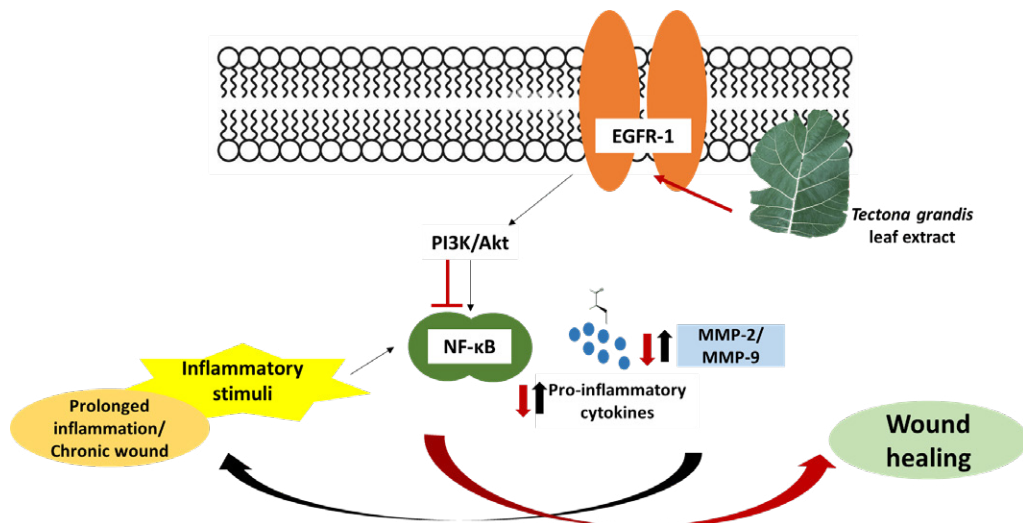 EGFR-1
Tectona grandis
leaf extract
PI3K/Akt
NF-κB
MMP-2/
MMP-9
Inflammatory
stimuli
Pro-inflammatory
cytokines
Prolonged
inflammation/
Chronic wound
Wound
healing